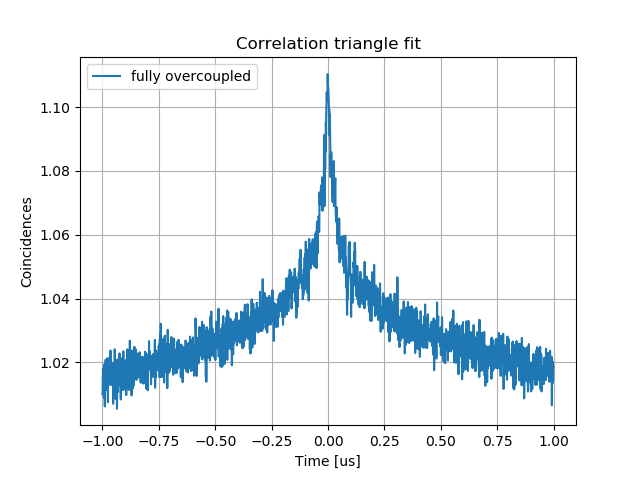 Correlation triangle fit
fully overcoupled
1.10
1.08
1.06
1.04
1.02
Coincidences
−1.00 −0.75 −0.50 −0.25 0.00 0.25 0.50 0.75 1.00
Time [us]